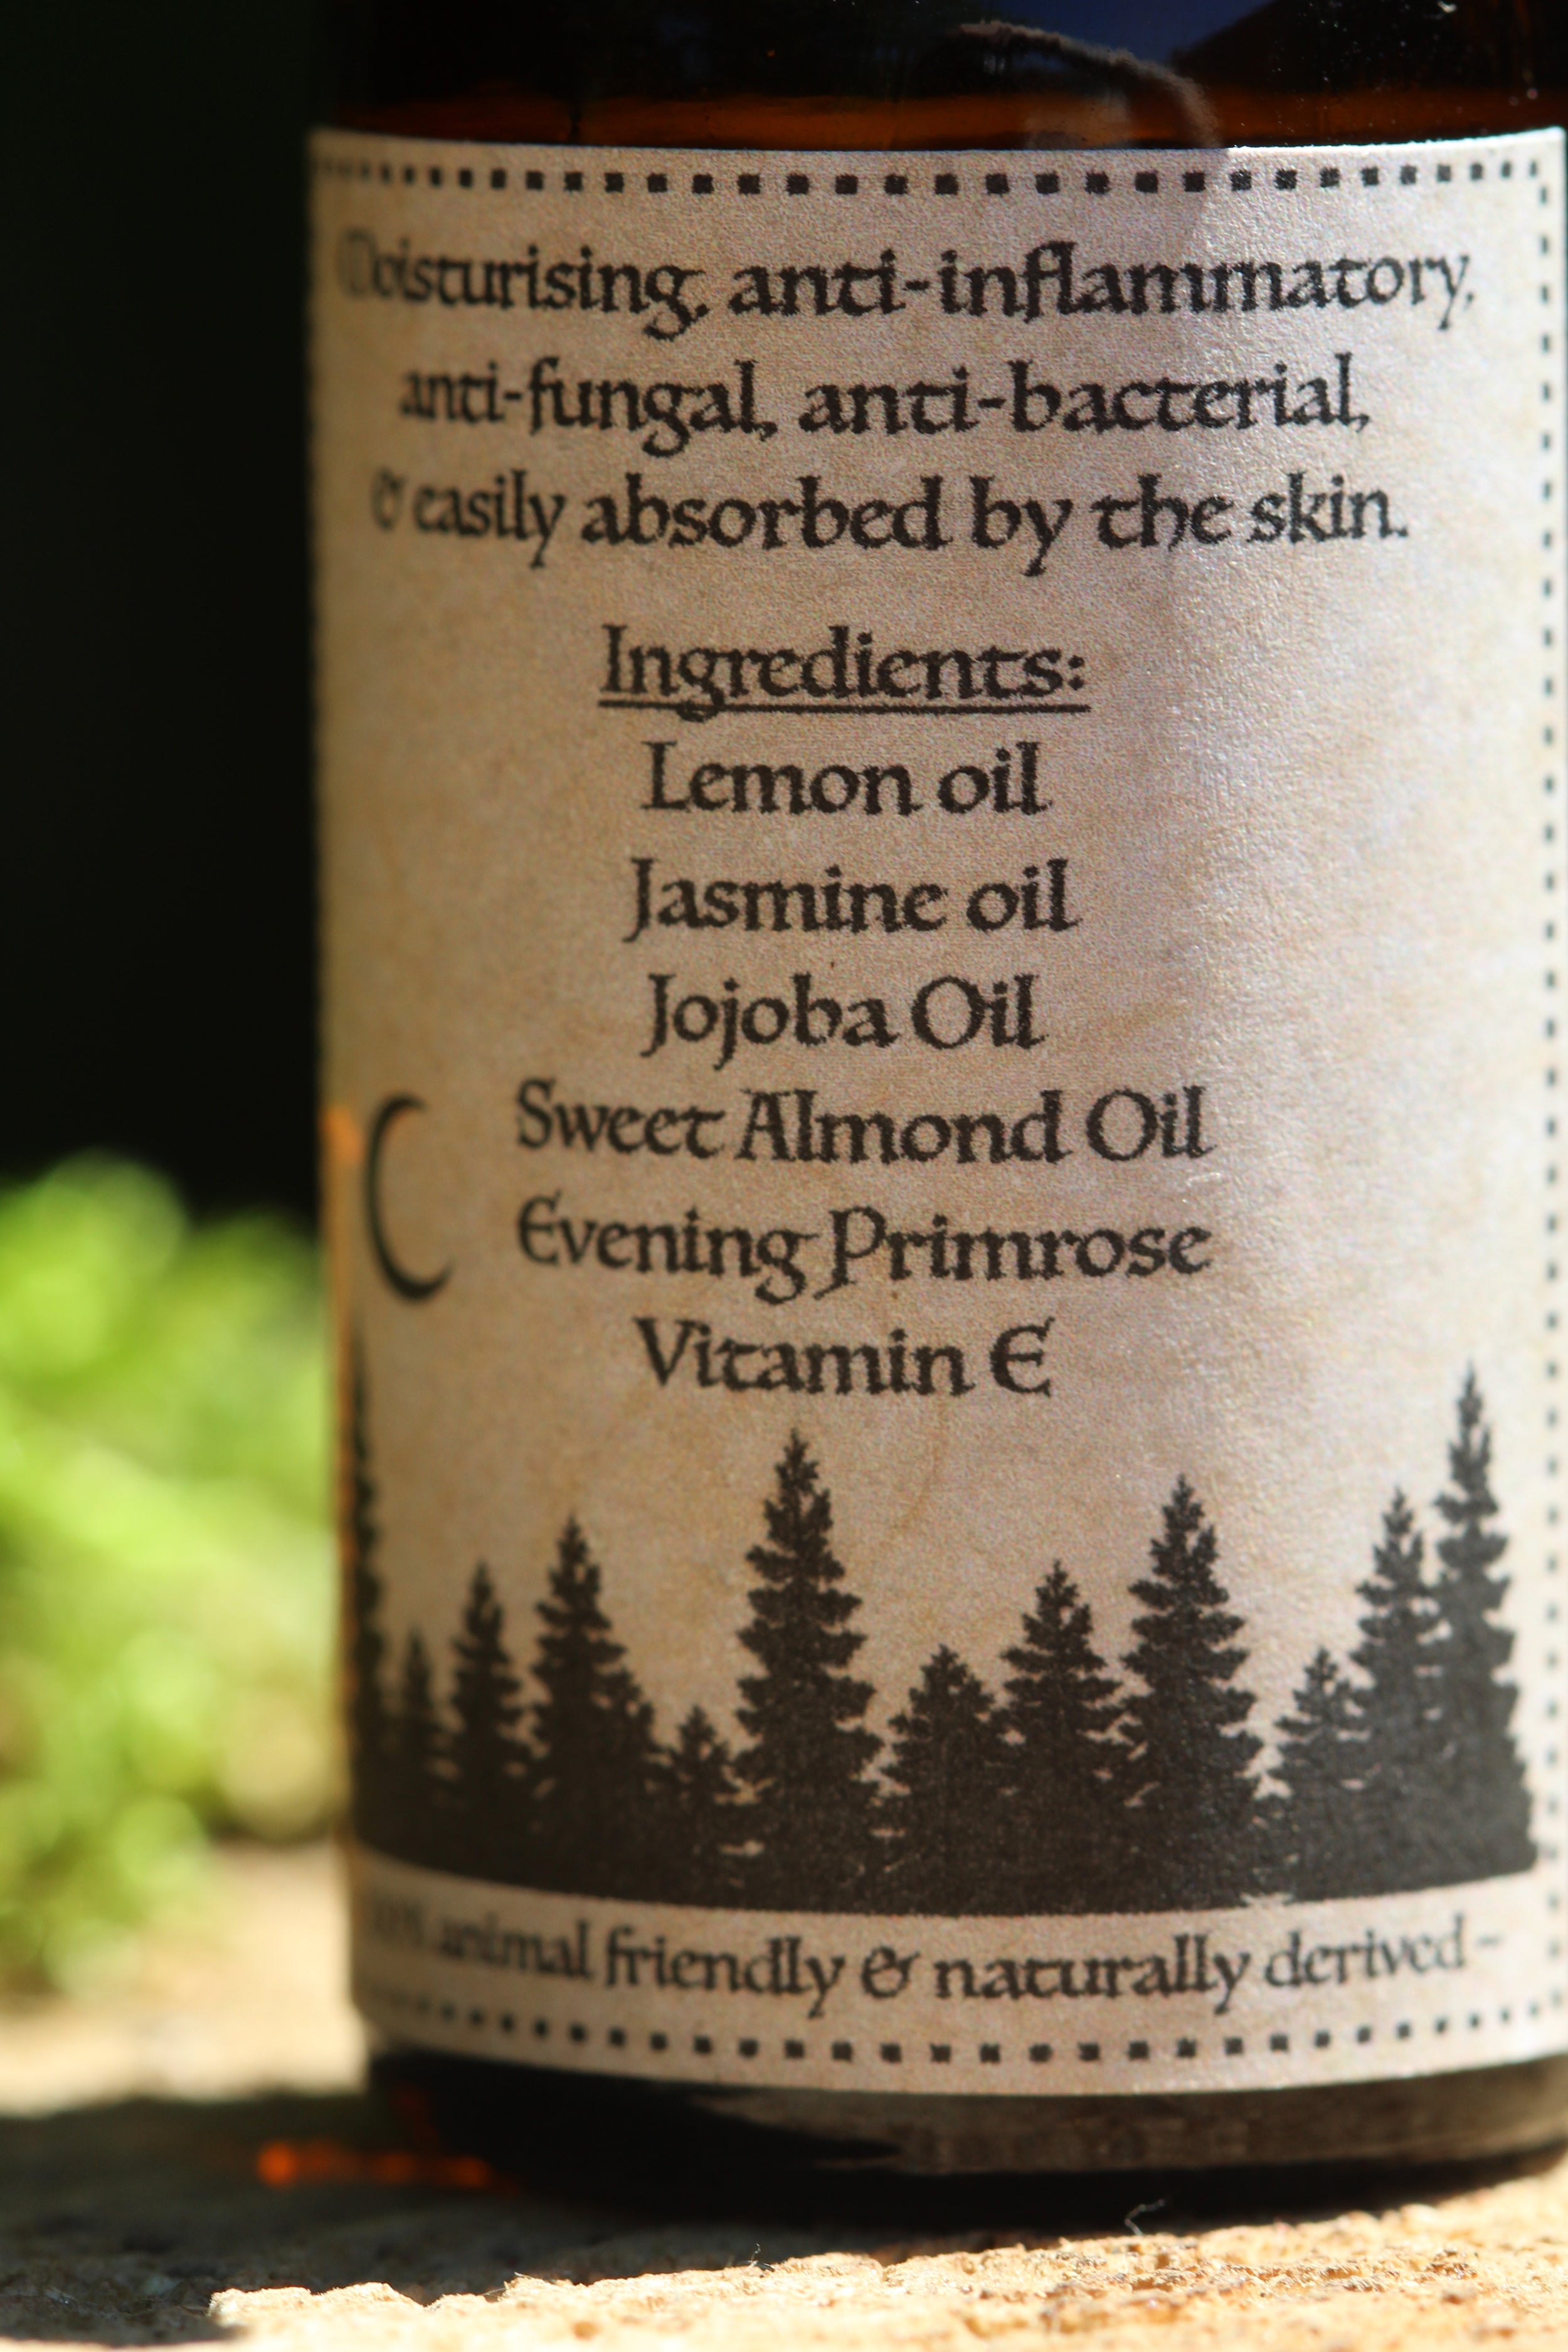 Moisturising, anti-inflammatory,
anti-fungal, anti-bacterial,
& easily absorbed by the skin.
Ingredients:
Lemon oil
Jasmine oil
Jojoba Oil
Sweet Almond Oil
Evening Primrose
Vitamin E
animal friendly & naturally derived -